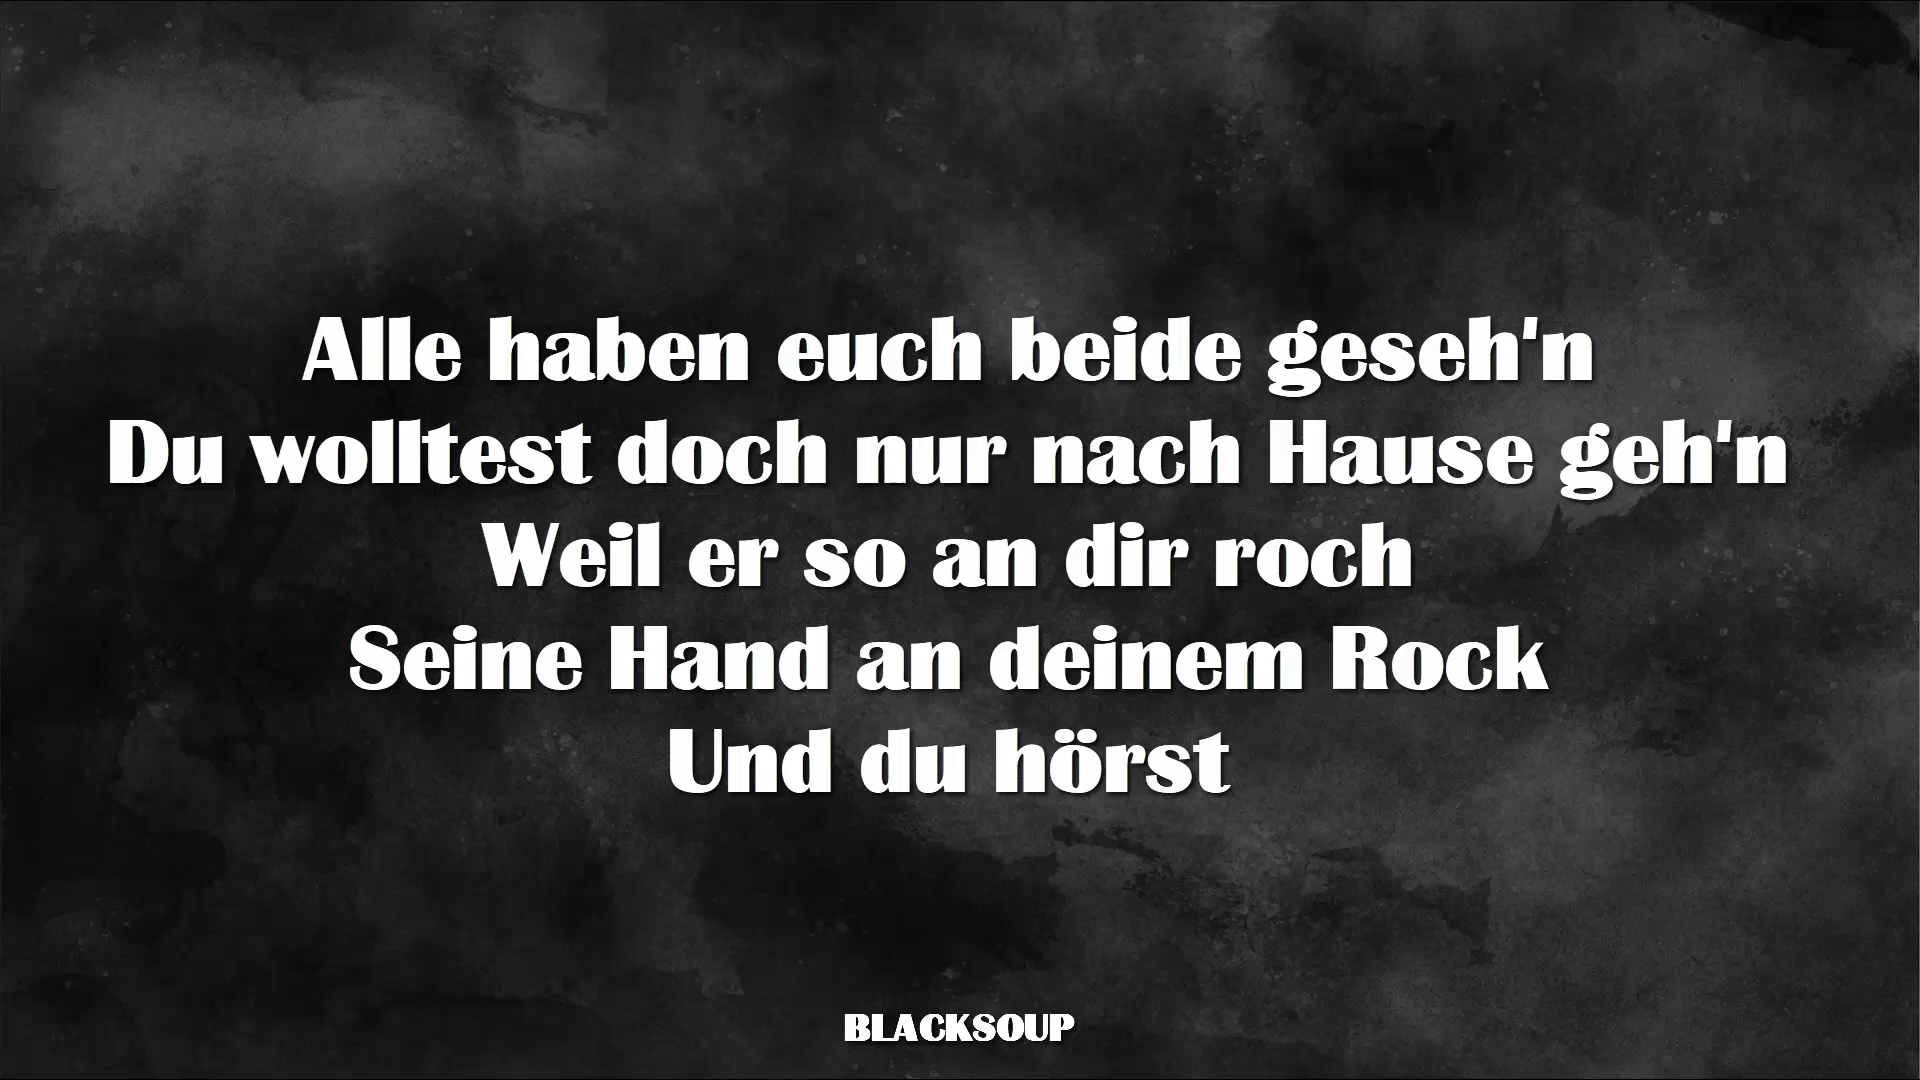 Alle haben euch beide geseh'n
Du wolltest doch nur nach Hause geh'n
Weil er so an dir roch
Seine Hand an deinem Rock
Und du hörst
BLACKSOUP